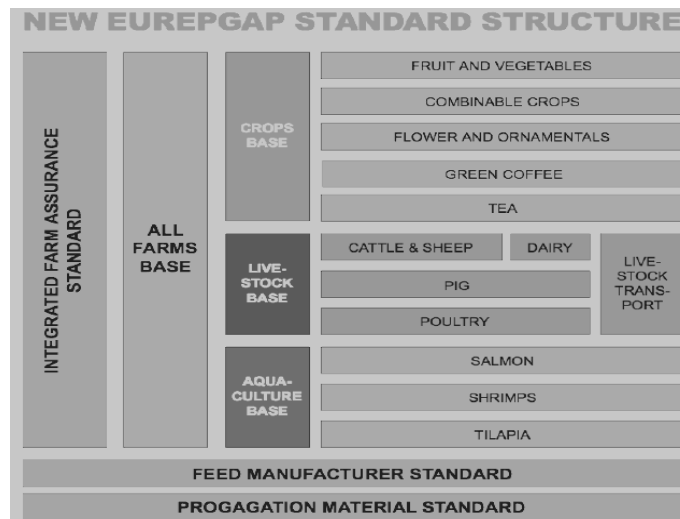 NEW EUREPGAP STANDARD STRUCTURE
INTEGRATED FARM ASSURANCE
STANDARD
ALL
FARMS
BASE
CROPS
BASE
FRUIT AND VEGETABLES
COMBINABLE CROPS
FLOWER AND ORNAMENTALS
GREEN COFFEE
TEA
LIVE-
STOCK
BASE
CATTLE & SHEEP
DAIRY
PIG
POULTRY
LIVE-
STOCK
TRANS-
PORT
AQUA-
CULTURE
BASE
SALMON
SHRIMPS
TILAPIA
FEED MANUFACTURER STANDARD
PROGAGATION MATERIAL STANDARD